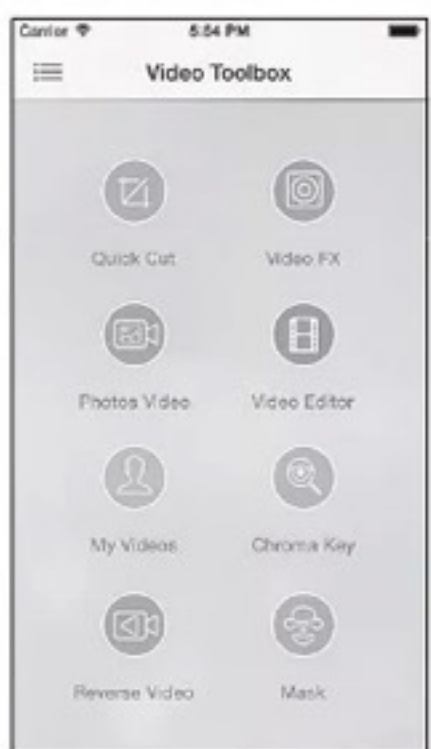 Carrier 5:54 PM
Video Toolbox
Quick Cut Video FX
Photos Video Video Editor
My Videos Chroma Key
Reverse Video Mask